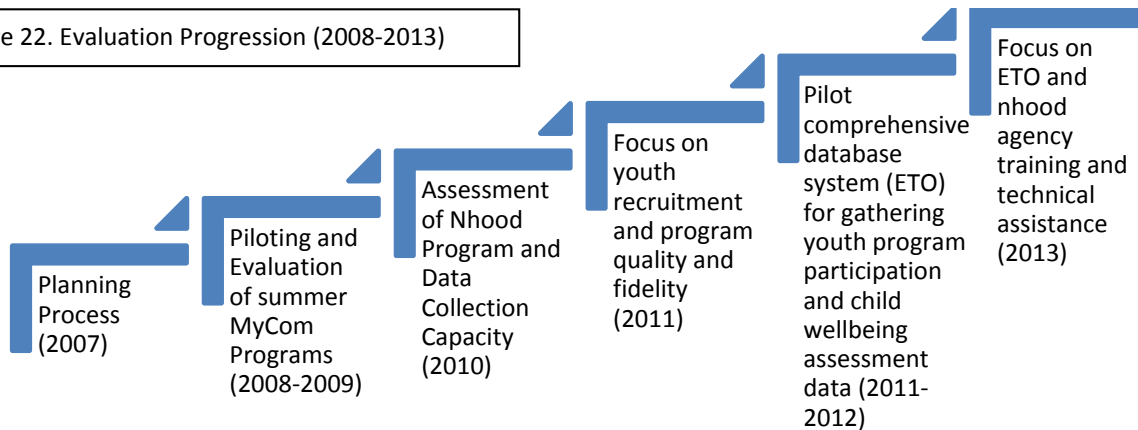 e 22. Evaluation Progression (2008-2013)
Planning
Process
(2007)
Piloting and
Evaluation
of summer
MyCom
Programs
(2008-2009)
Assessment
of Nhood
Program and
Data
Collection
Capacity
(2010)
Focus on
youth
recruitment
and program
quality and
fidelity
(2011)
Pilot
comprehensive
database
system (ETO)
for gathering
youth program
participation
and child
wellbeing
assessment
data (2011-
2012)
Focus on
ETO and
nhood
agency
training and
technical
assistance
(2013)